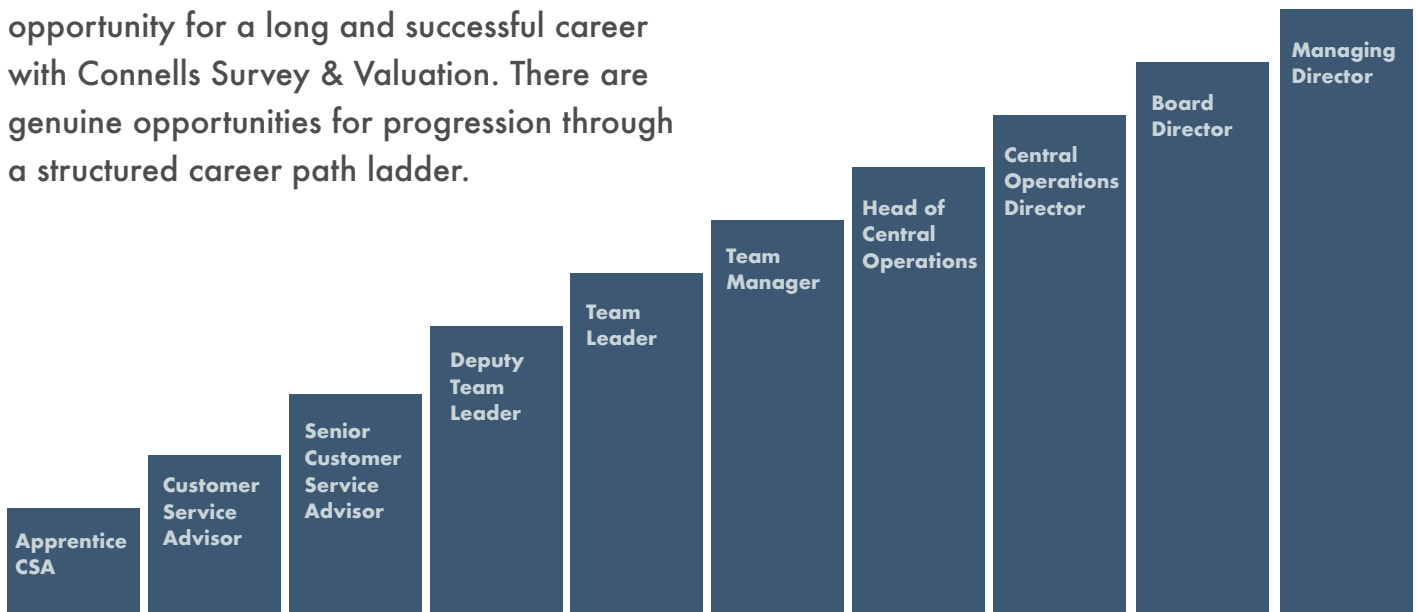 opportunity for a long and successful career
with Connells Survey & Valuation. There are
genuine opportunities for progression through
a structured career path ladder.
Apprentice
CSA
Customer
Service
Advisor
Senior
Customer
Service
Advisor
Deputy
Team
Leader
Team
Leader
Team
Manager
Head of
Central
Operations
Central
Operations
Director
Board
Director
Managing
Director